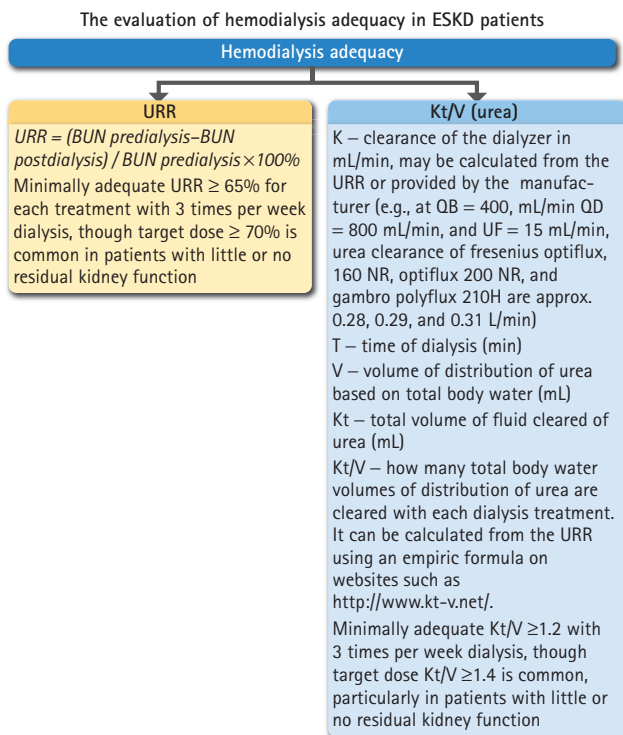 The evaluation of hemodialysis adequacy in ESKD patients
Hemodialysis adequacy
URR
URR = (BUN predialysis–BUN
postdialysis) / BUN predialysis×100%
Minimally adequate URR ≥ 65% for
each treatment with 3 times per week
dialysis, though target dose ≥ 70% is
common in patients with little or no
residual kidney function
Kt/V (urea)
K – clearance of the dialyzer in
mL/min, may be calculated from the
URR or provided by the manufac-
turer (e.g., at QB = 400, mL/min QD
= 800 mL/min, and UF = 15 mL/min,
urea clearance of fresenius optiflux,
160 NR, optiflux 200 NR, and
gambro polyflux 210H are approx.
0.28, 0.29, and 0.31 L/min)
T – time of dialysis (min)
V – volume of distribution of urea
based on total body water (mL)
Kt – total volume of fluid cleared of
urea (mL)
Kt/V – how many total body water
volumes of distribution of urea are
cleared with each dialysis treatment.
It can be calculated from the URR
using an empiric formula on
websites such as
http://www.kt-v.net/.
Minimally adequate Kt/V ≥1.2 with
3 times per week dialysis, though
target dose Kt/V ≥1.4 is common,
particularly in patients with little or
no residual kidney function